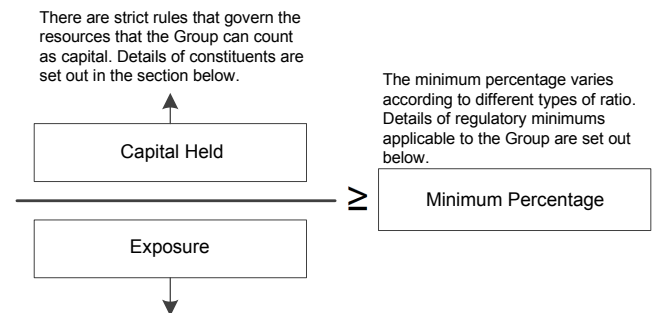 There are strict rules that govern the
resources that the Group can count
as capital. Details of constituents are
set out in the section below.
The minimum percentage varies
according to different types of ratio.
Details of regulatory minimums
applicable to the Group are set out
below.
Capital Held
≥
Minimum Percentage
Exposure